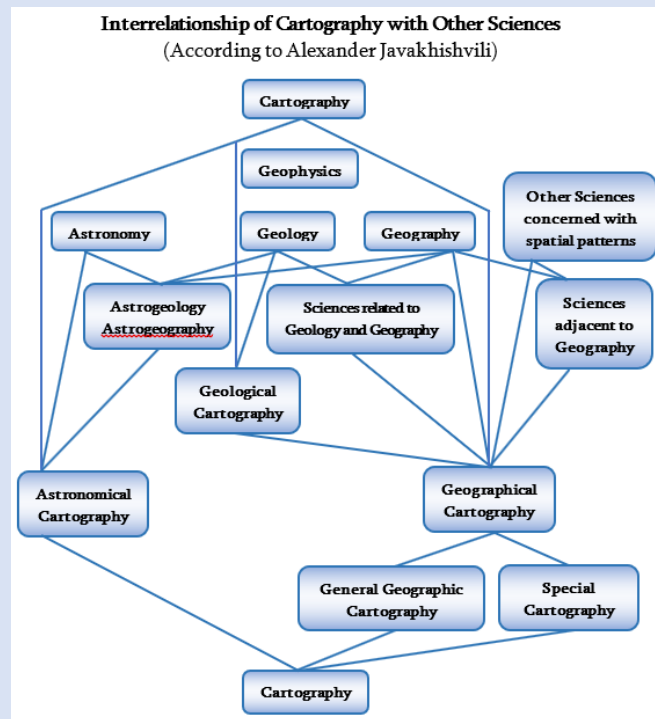 Interrelationship of Cartography with Other Sciences
(According to Alexander Javakhishvili)
Cartography
Geophysics
Other Sciences
concerned with
spatial patterns
Astronomy
Geology
Geography
Astrogeology
Astrogeography
Sciences related to
Geology and Geography
Sciences
adjacent to
Geography
Geological
Cartography
Astronomical
Cartography
Geographical
Cartography
General Geographic
Cartography
Special
Cartography
Cartography